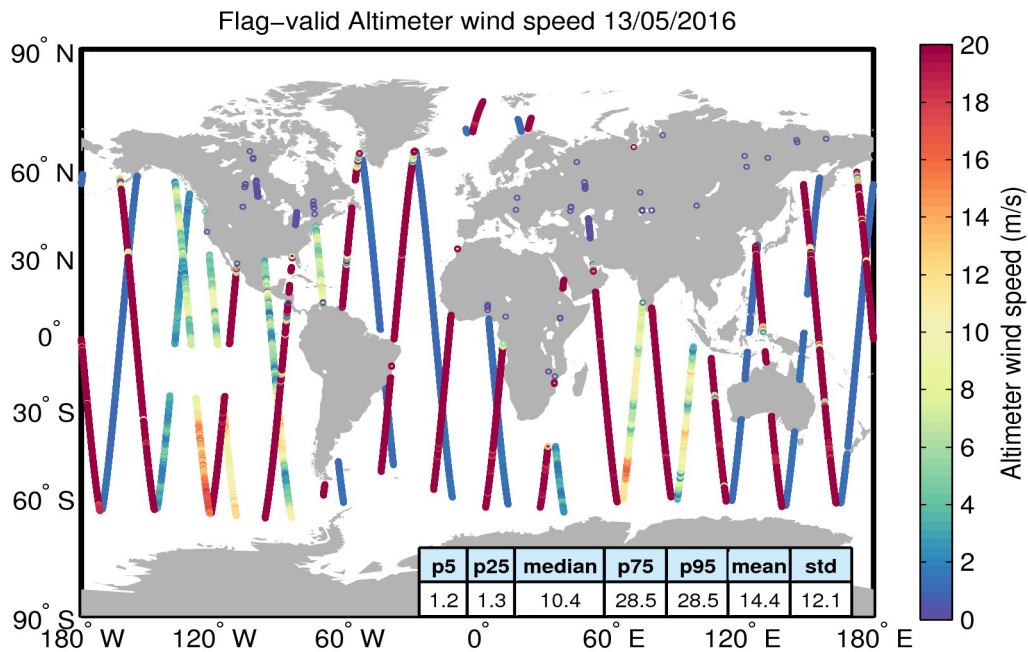 Flag−valid Altimeter wind speed 13/05/2016
90° N
60° N
30° N
0°
30° S
60° S
90° S
180° W
120° W
60° W
0°
60° E
120° E
180° E
p5 p25 median p75 p95 mean std
1.2 1.3 10.4 28.5 28.5 14.4 12.1
20
18
16
14
12
10
8
6
4
2
0
Altimeter wind speed (m/s)